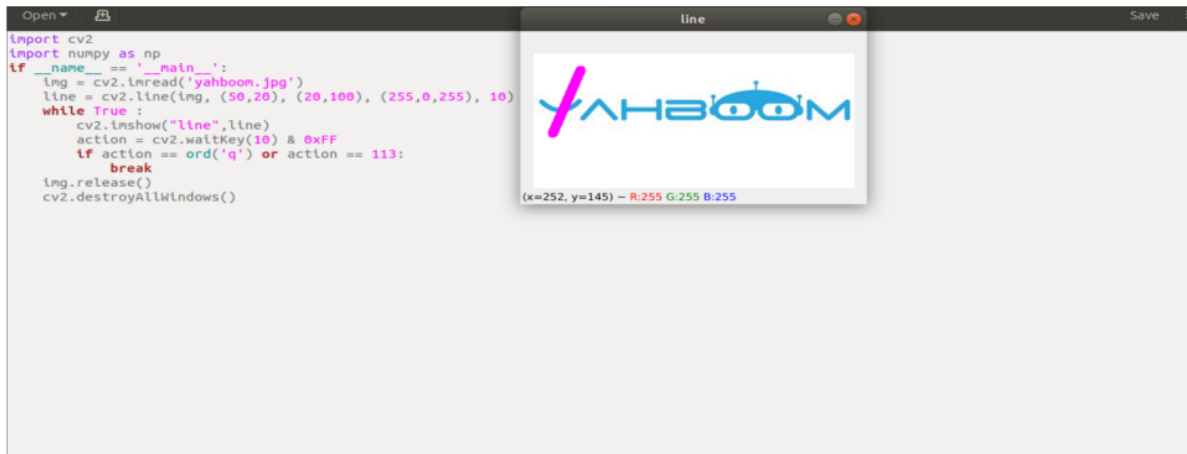 Open
Save
line
import cv2
import numpy as np
if __name__ == '__main__':
    img = cv2.imread('yahboom.jpg')
    line = cv2.line(img, (50,20), (20,100), (255,0,255), 10)
    while True :
        cv2.imshow("line",line)
        action = cv2.waitKey(10) & 0xFF
        if action == ord('q') or action == 113:
            break
    img.release()
    cv2.destroyAllWindows()
YAHBOOM
(x=252, y=145) ~ R:255 G:255 B:255